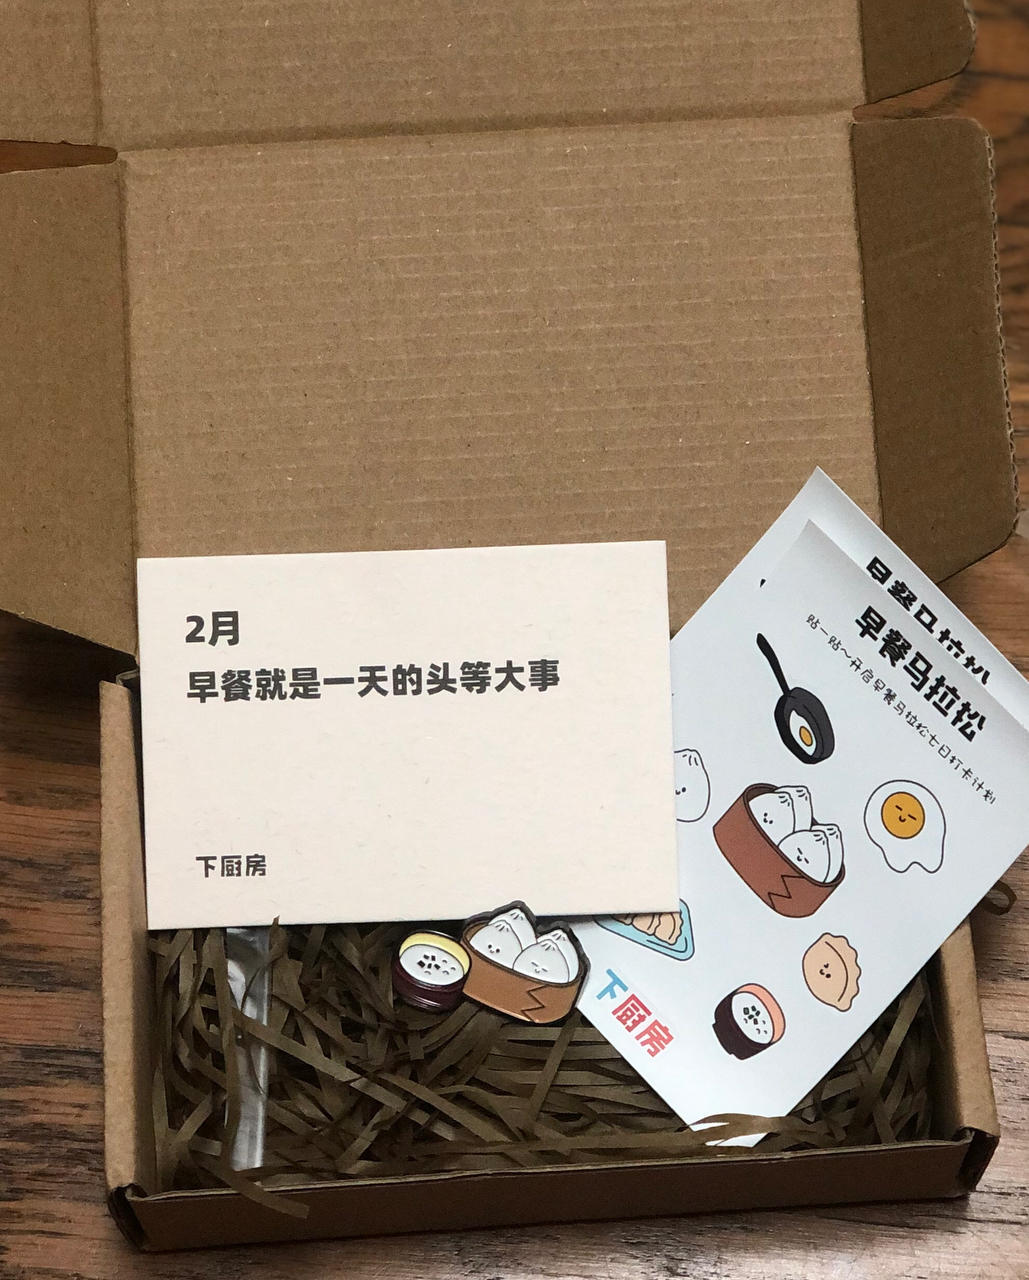 2月
早餐就是一天的头等大事
下厨房
早餐马拉松
早餐马拉松
贴一贴～开启早餐马拉松七日打卡计划
下厨房